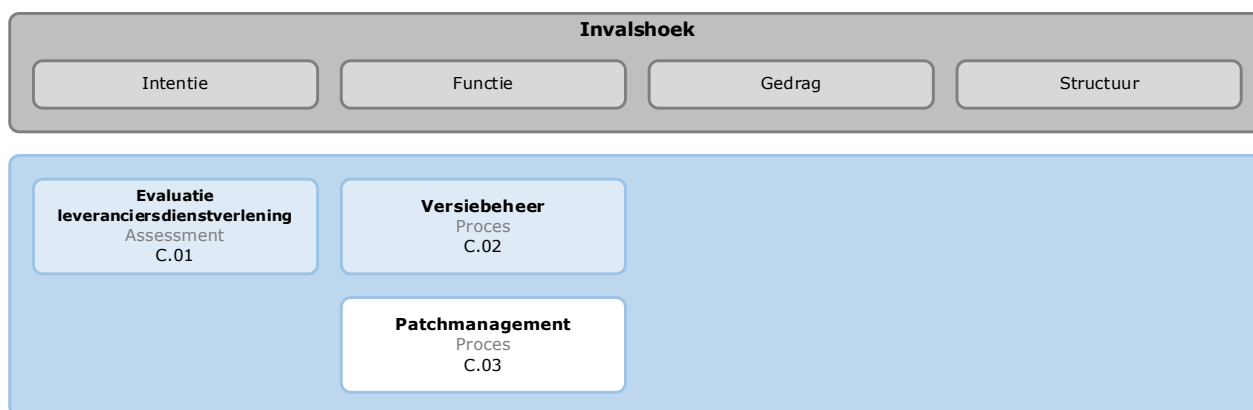 Invalshoek
Intentie
Functie
Gedrag
Structuur
Evaluatie
leveranciersdienstverlening
Assessment
C.01
Versiebeheer
Proces
C.02
Patchmanagement
Proces
C.03